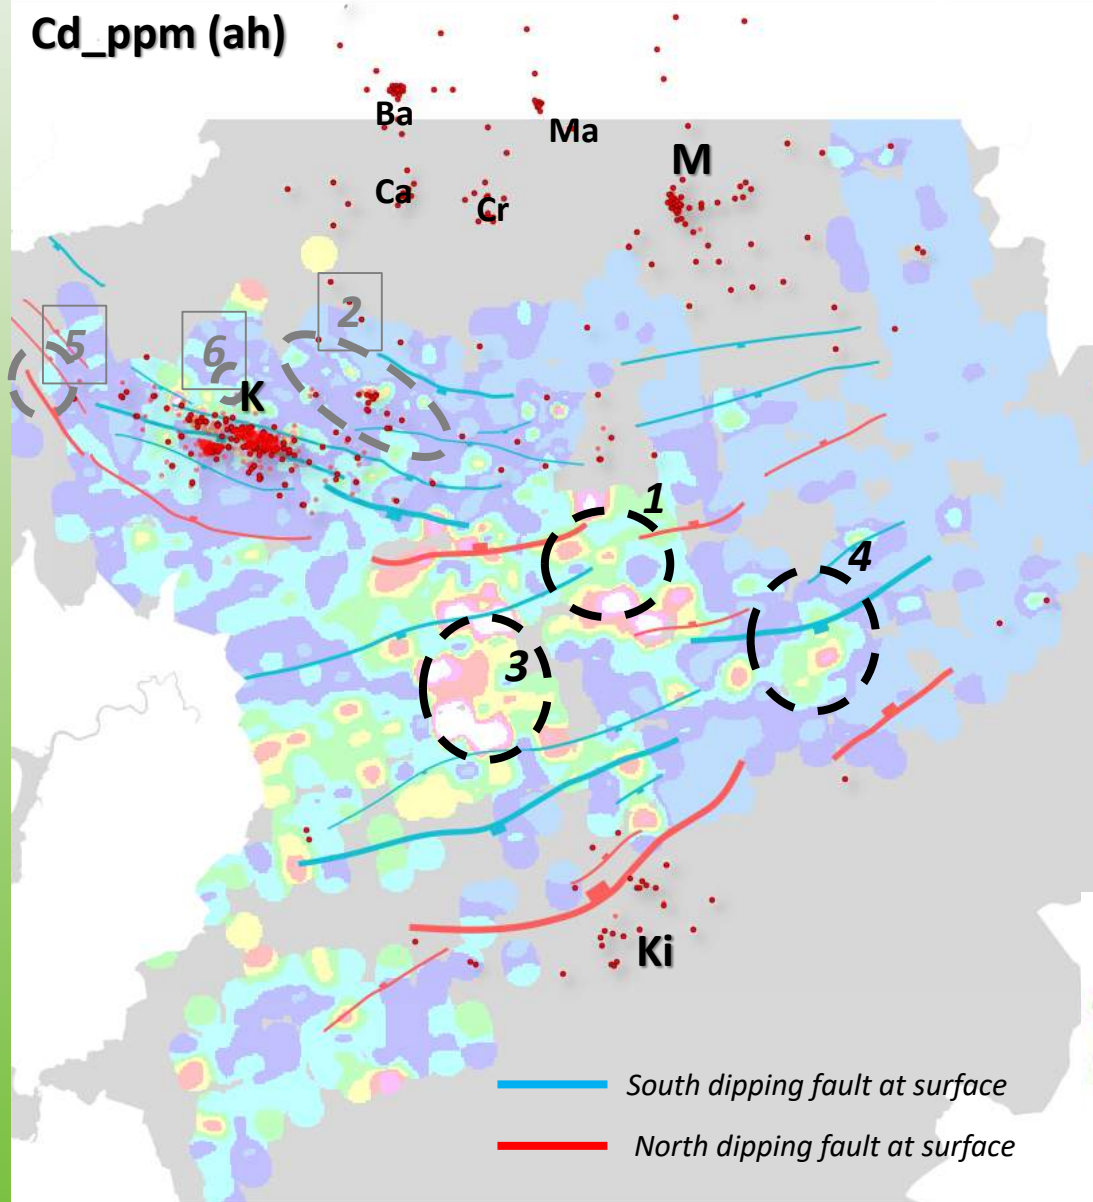 Cd_ppm (ah)
Ba
Ma
M
Ca
Cr
2
5
6
K
1
4
3
Ki
South dipping fault at surface
North dipping fault at surface